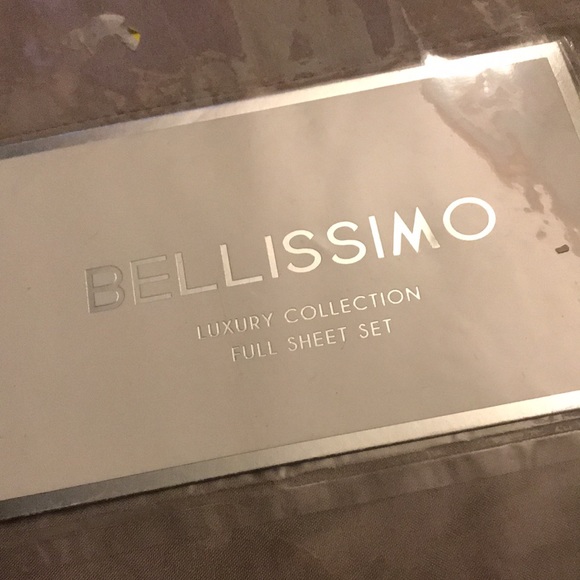 BELLISSIMO
LUXURY COLLECTION
FULL SHEET SET